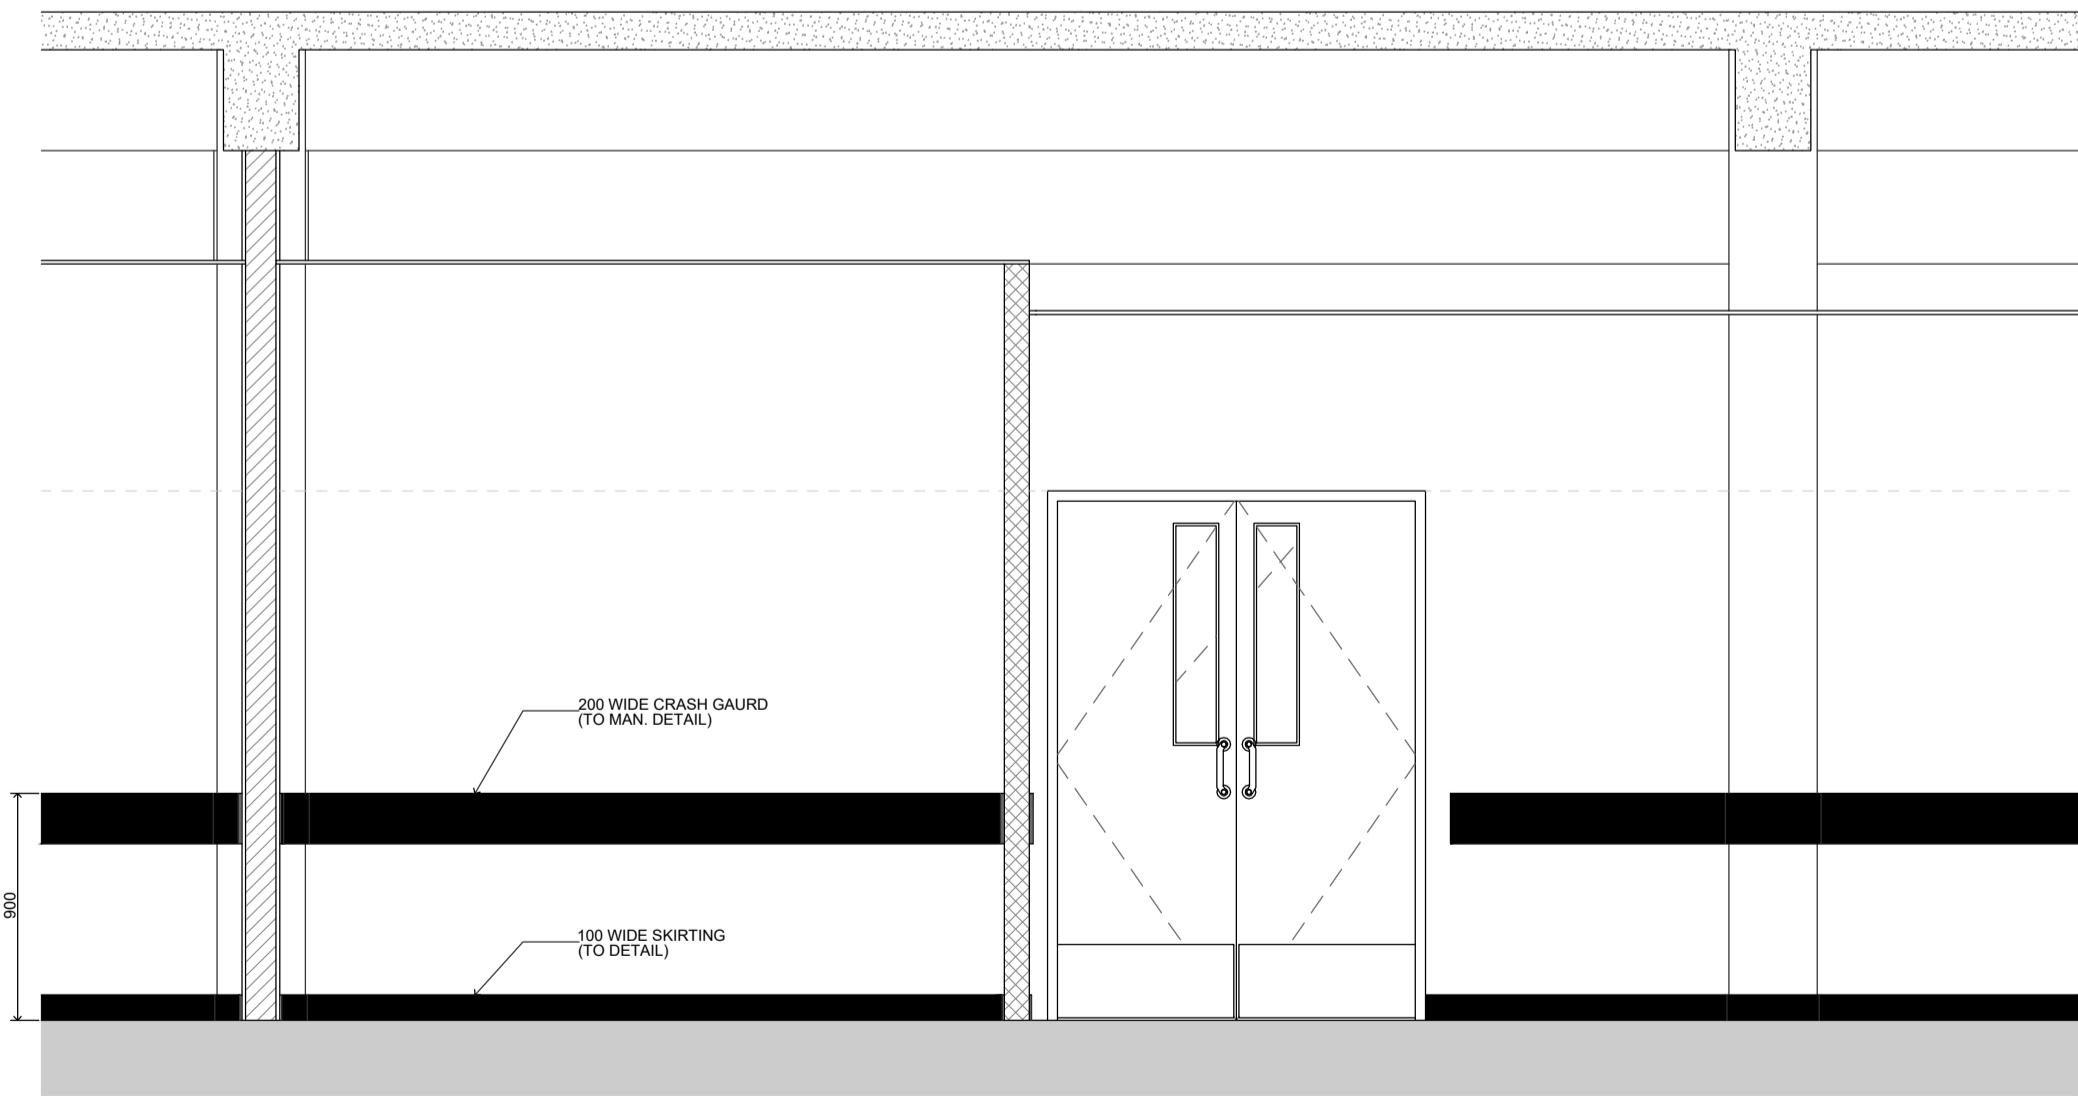 200 WIDE CRASH GAURD
(TO MAN. DETAIL)
900
100 WIDE SKIRTING
(TO DETAIL)